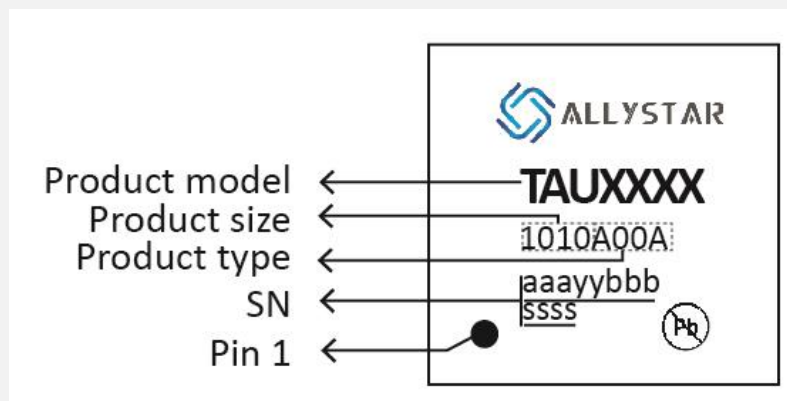 ALLYSTAR
Product model
TAUXXXX
Product size
1010A00A
Product type
aaayybbb
SN
ssss
Pb
Pin 1